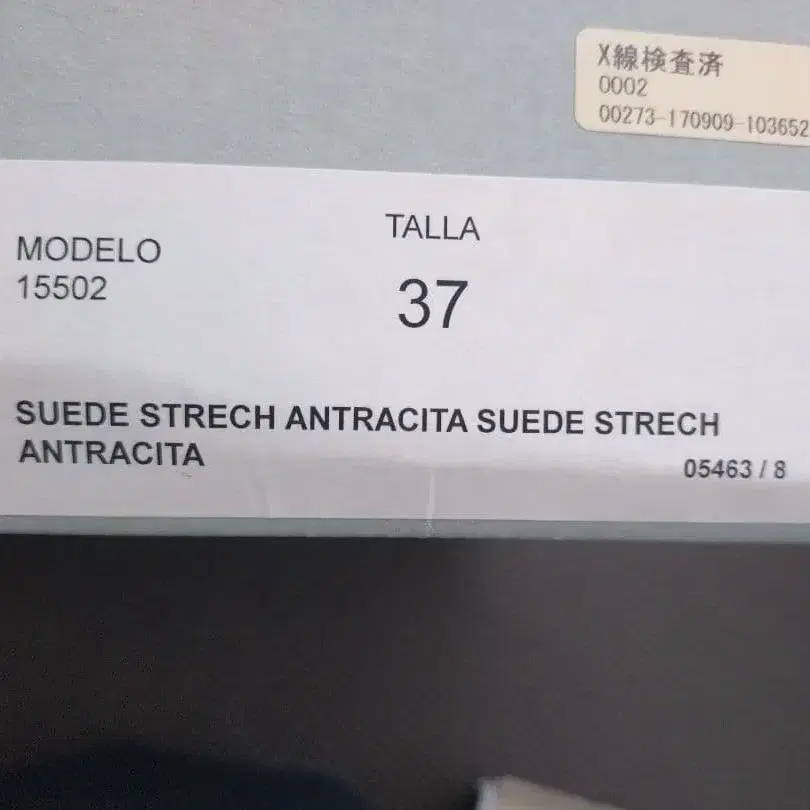 X線検査済
0002
00273-170909-103652
TALLA
MODELO
15502
37
SUEDE STRECH ANTRACITA SUEDE STRECH
ANTRACITA
05463 / 8